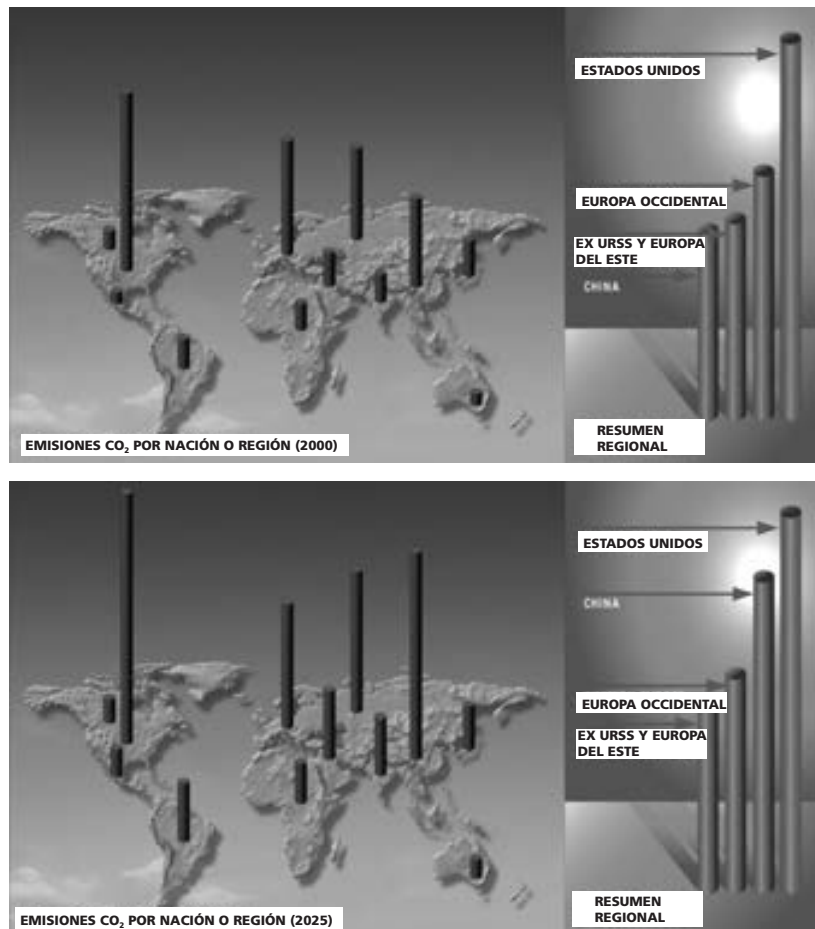 ESTADOS UNIDOS
EUROPA OCCIDENTAL
EX URSS Y EUROPA
DEL ESTE
CHINA
RESUMEN
REGIONAL
EMISIONES CO₂ POR NACIÓN O REGIÓN (2000)
ESTADOS UNIDOS
CHINA
EUROPA OCCIDENTAL
EX URSS Y EUROPA
DEL ESTE
RESUMEN
REGIONAL
EMISIONES CO₂ POR NACIÓN O REGIÓN (2025)